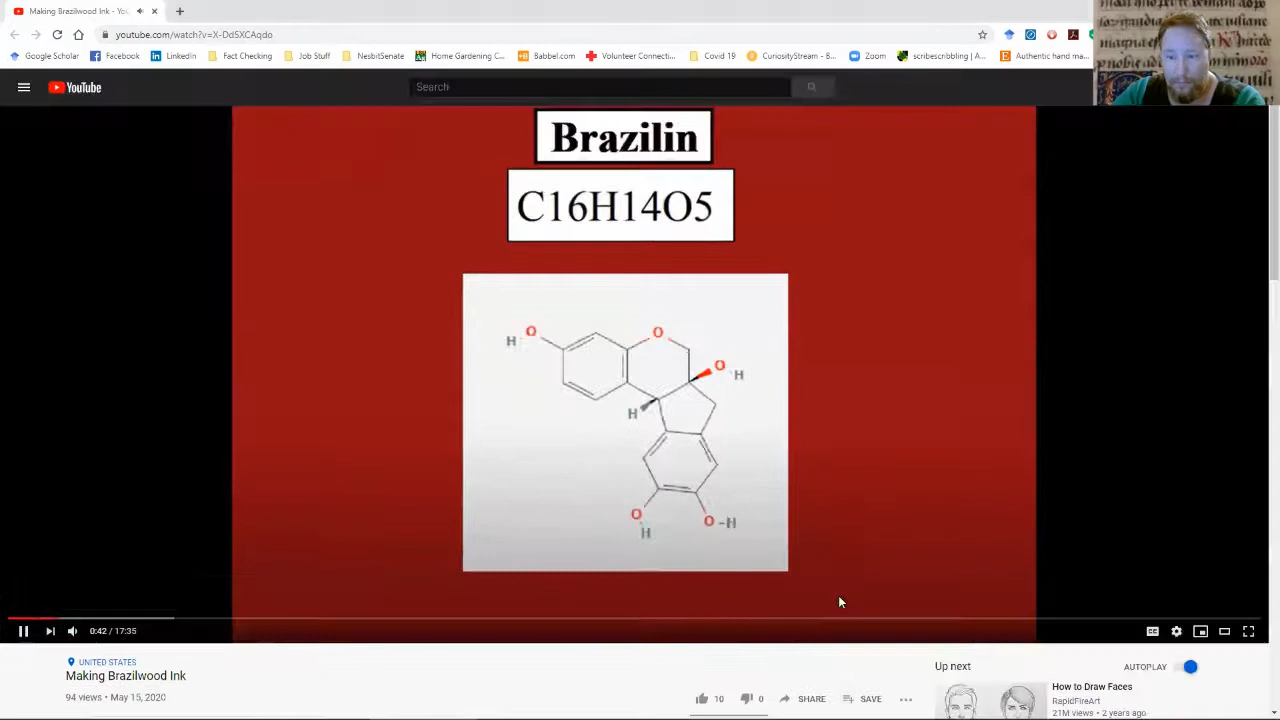 Making Brazilwood Ink - You
youtube.com/watch?v=X-Dd5XCAqdo
Google Scholar Facebook LinkedIn Fact Checking Job Stuff NesbitSenate Home Gardening C... Babbel.com Volunteer Connecti... Covid 19 CuriosityStream - B... Zoom scribescribbling | A... Authentic hand ma...
YouTube
Search
Brazilin
C16H14O5
H O
O
O H
H
O O-H
H
0:42 / 17:35
UNITED STATES
Making Brazilwood Ink
94 views • May 15, 2020
10 0 SHARE SAVE
Up next AUTOPLAY
How to Draw Faces
RapidFireArt
21M views • 2 years ago